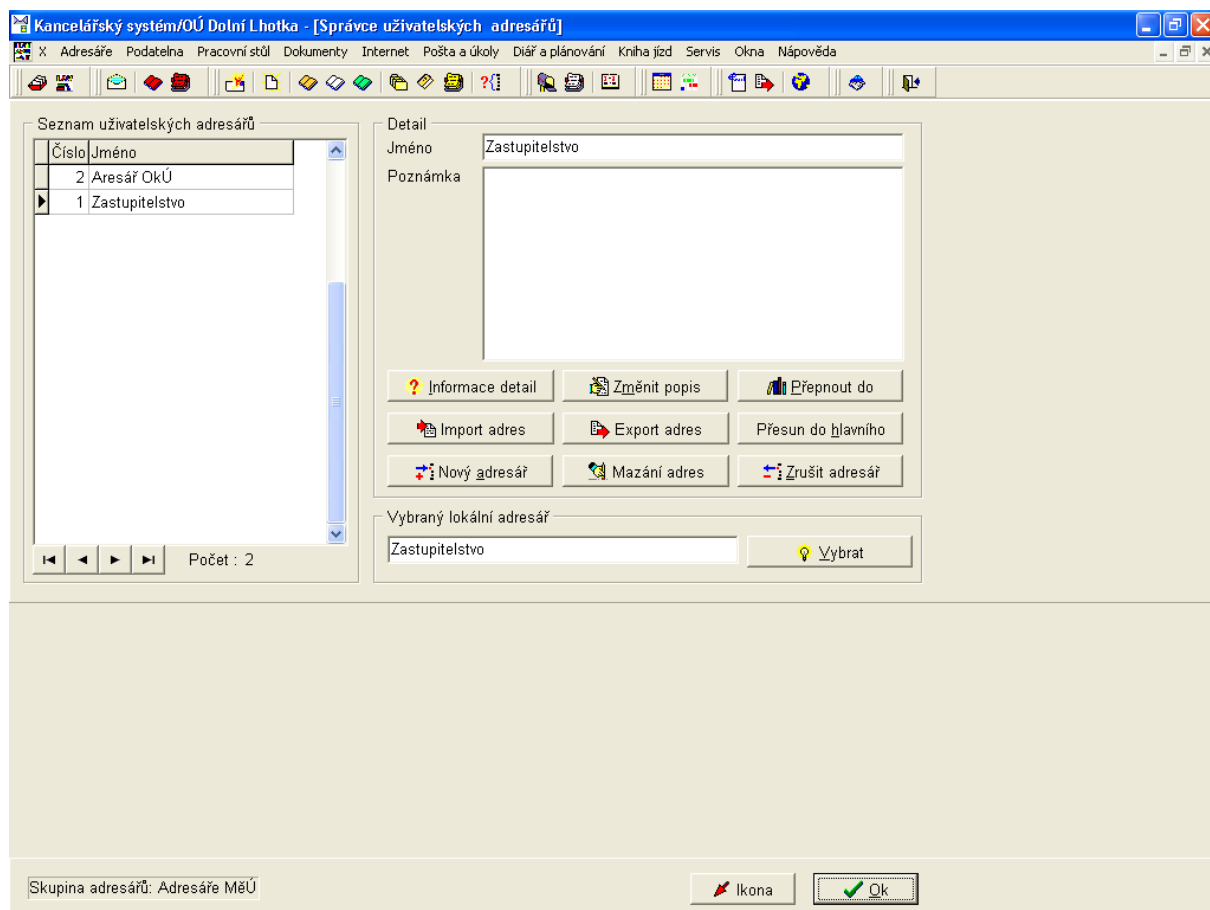 Kancelářský systém/OÚ Dolní Lhotka - [Správce uživatelských adresářů]
X Adresáře Podatelna Pracovní stůl Dokumenty Internet Pošta a úkoly Diář a plánování Kniha jízd Servis Okna Nápověda
Seznam uživatelských adresářů
Číslo Jméno
2 Aresář OkÚ
1 Zastupitelstvo
Počet : 2
Detail
Jméno Zastupitelstvo
Poznámka
Informace detail Změnit popis Přepnout do
Import adres Export adres Přesun do hlavního
Nový adresář Mazání adres Zrušit adresář
Vybraný lokální adresář
Zastupitelstvo Vybrat
Skupina adresářů: Adresáře MěÚ Ikona Ok